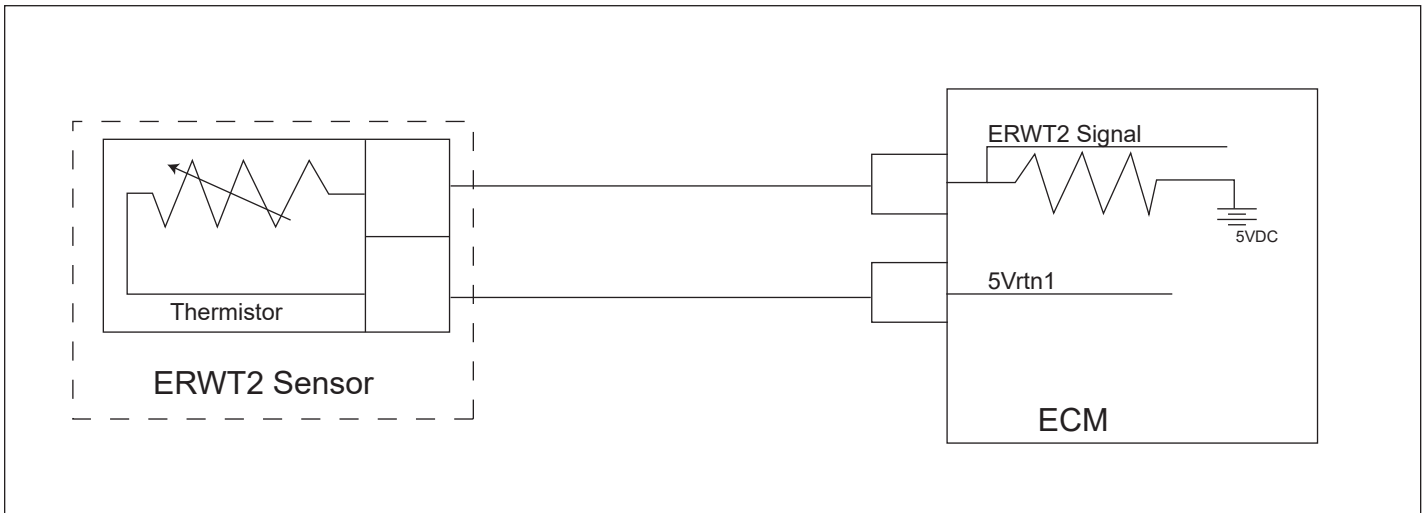 ERWT2 Signal
5VDC
5Vrtn1
Thermistor
ERWT2 Sensor
ECM